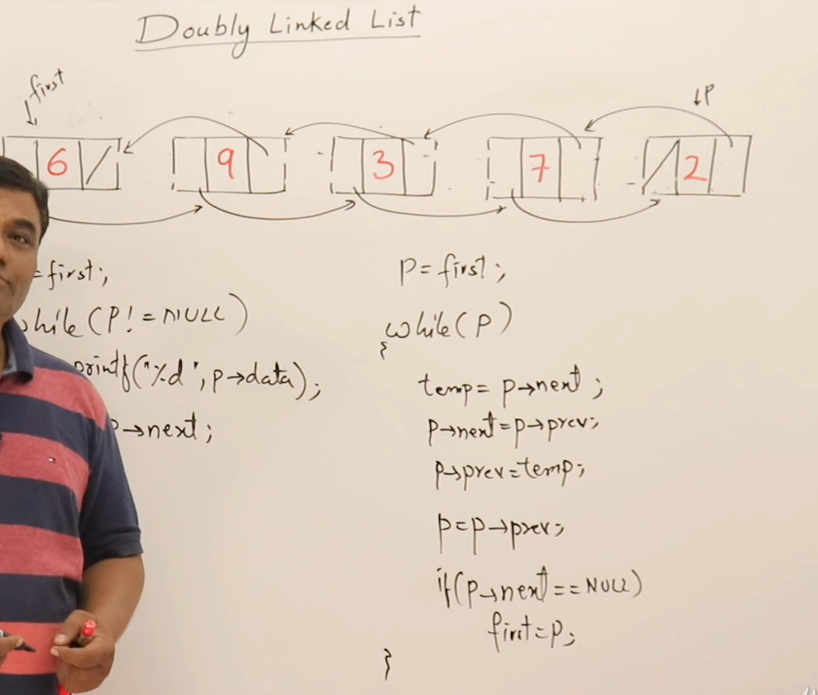 Doubly Linked List
first
P
6 9 3 7 2
=first;
while(P!=NULL)
printf("%d",p→data);
p→next;
P=first;
while(P)
{
temp=p→next;
p→next=p→prev;
p→prev=temp;
p=p→prev;
if(p→next==NULL)
first=p;
}